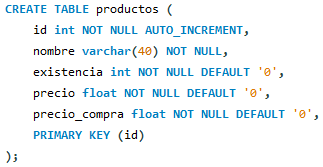 CREATE TABLE productos (
id int NOT NULL AUTO_INCREMENT,
nombre varchar(40) NOT NULL,
existencia int NOT NULL DEFAULT '0',
precio float NOT NULL DEFAULT '0',
precio_compra float NOT NULL DEFAULT '0',
PRIMARY KEY (id)
);